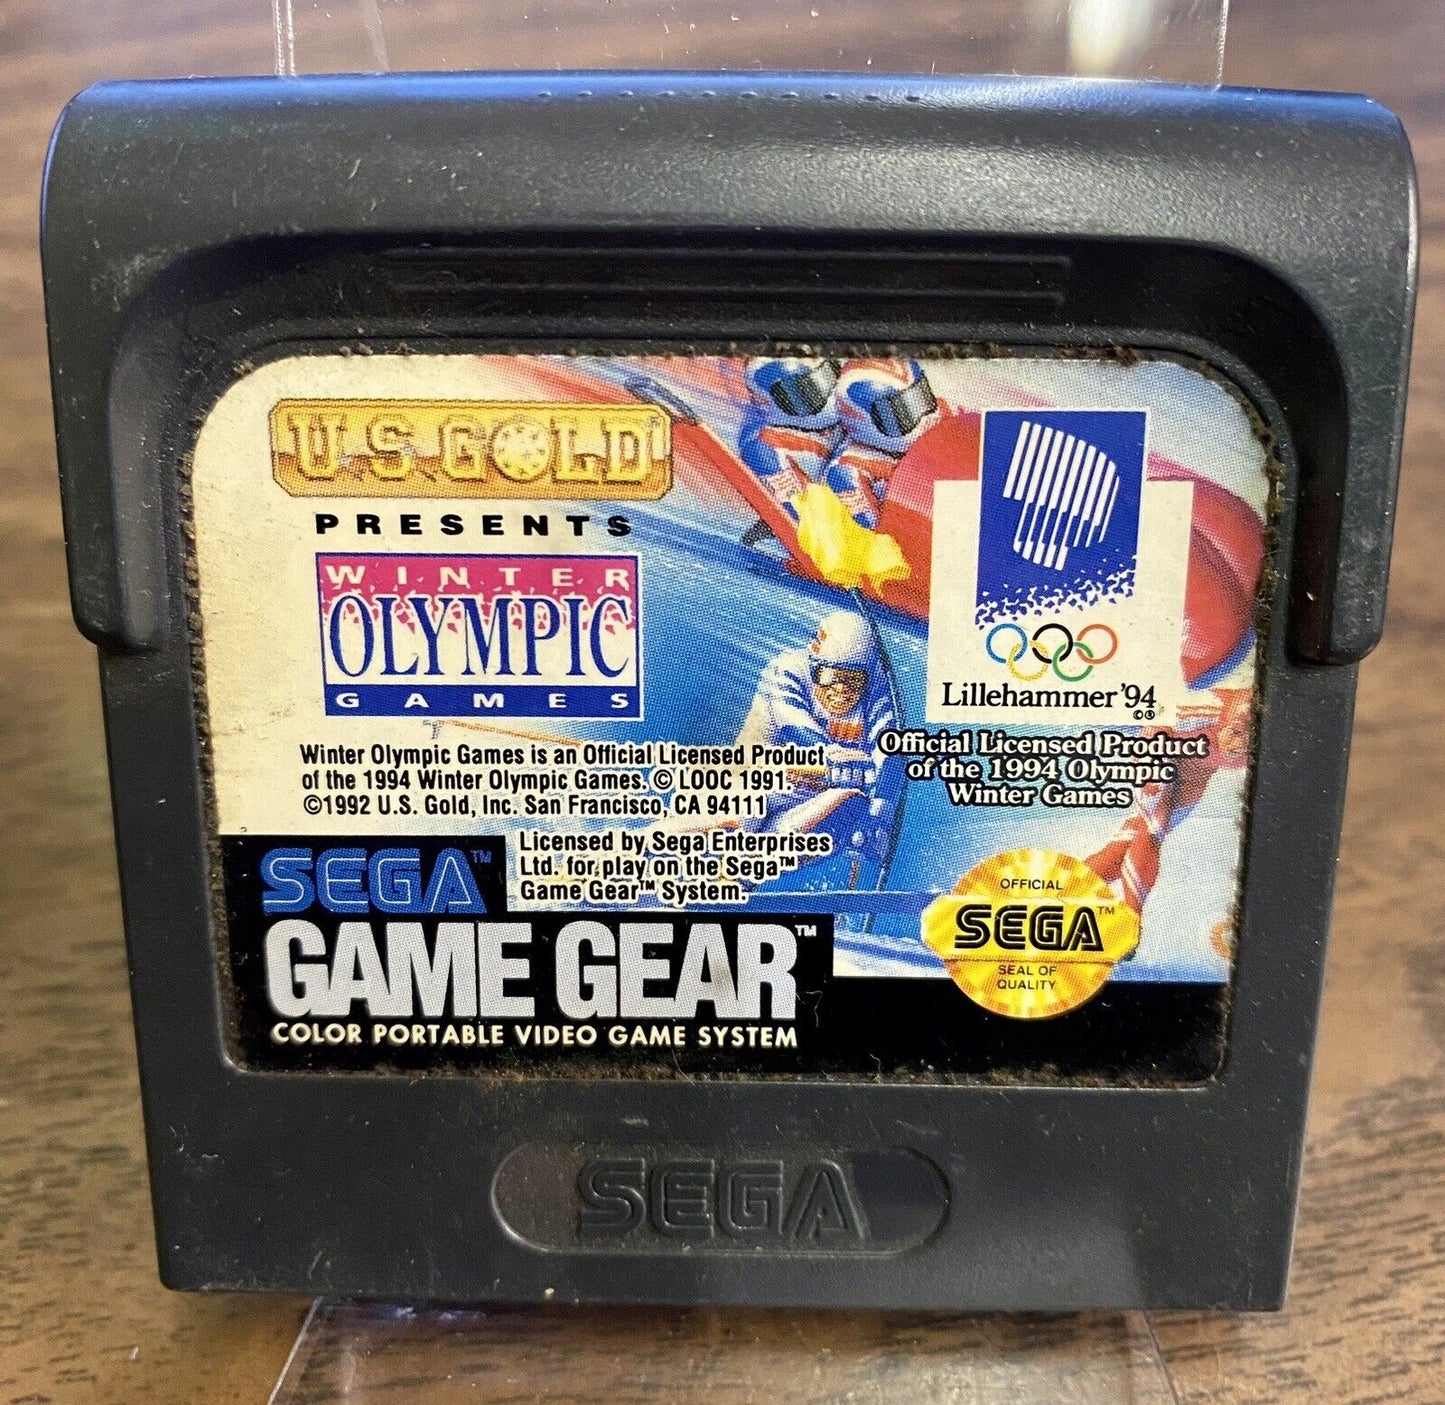 U.S. GOLD
PRESENTS
WINTER
OLYMPIC
GAMES
Lillehammer '94
©®
Winter Olympic Games is an Official Licensed Product
of the 1994 Winter Olympic Games. © LOOC 1991.
©1992 U.S. Gold, Inc. San Francisco, CA 94111
Official Licensed Product
of the 1994 Olympic
Winter Games
Licensed by Sega Enterprises
Ltd. for play on the Sega™
Game Gear™ System.
SEGA™
GAME GEAR™
COLOR PORTABLE VIDEO GAME SYSTEM
OFFICIAL
SEGA™
SEAL OF
QUALITY
SEGA